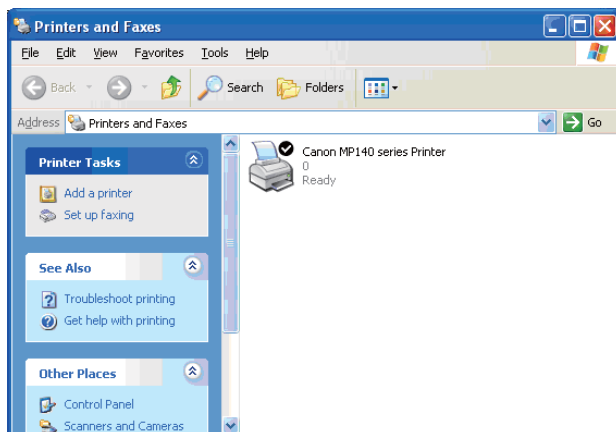 Printers and Faxes
File Edit View Favorites Tools Help
Back Search Folders
Address Printers and Faxes Go
Printer Tasks
Add a printer
Set up faxing
See Also
Troubleshoot printing
Get help with printing
Other Places
Control Panel
Scanners and Cameras
Canon MP140 series Printer
0
Ready